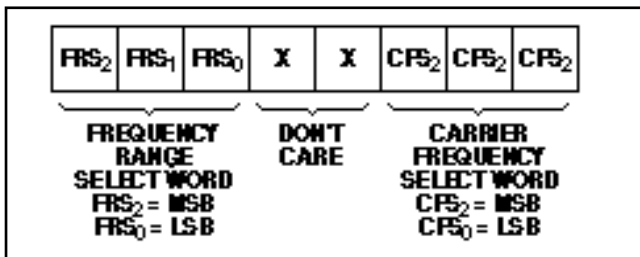 FRS₂ FRS₁ FRS₀ X X CFS₂ CFS₂ CFS₂
FREQUENCY
RANGE
SELECT WORD
FRS₂ = MSB
FRS₀ = LSB
DON'T
CARE
CARRIER
FREQUENCY
SELECT WORD
CFS₂ = MSB
CFS₀ = LSB